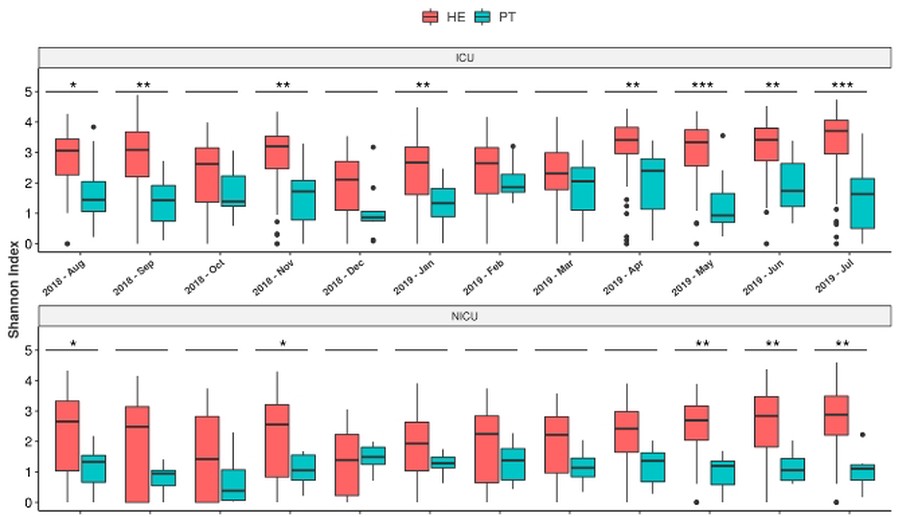 HE PT
ICU
* ** ** ** ** *** ** ***
5
4
3
2
1
0
2018 - Aug 2018 - Sep 2018 - Oct 2018 - Nov 2018 - Dec 2019 - Jan 2019 - Feb 2019 - Mar 2019 - Apr 2019 - May 2019 - Jun 2019 - Jul
Shannon Index
NICU
* * ** ** **
5
4
3
2
1
0